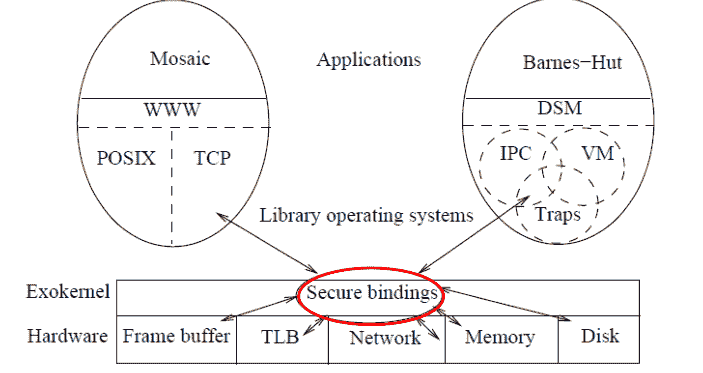 Mosaic
Applications
Barnes−Hut
WWW
DSM
POSIX
TCP
IPC
VM
Library operating systems
Traps
Exokernel
Secure bindings
Hardware
Frame buffer
TLB
Network
Memory
Disk